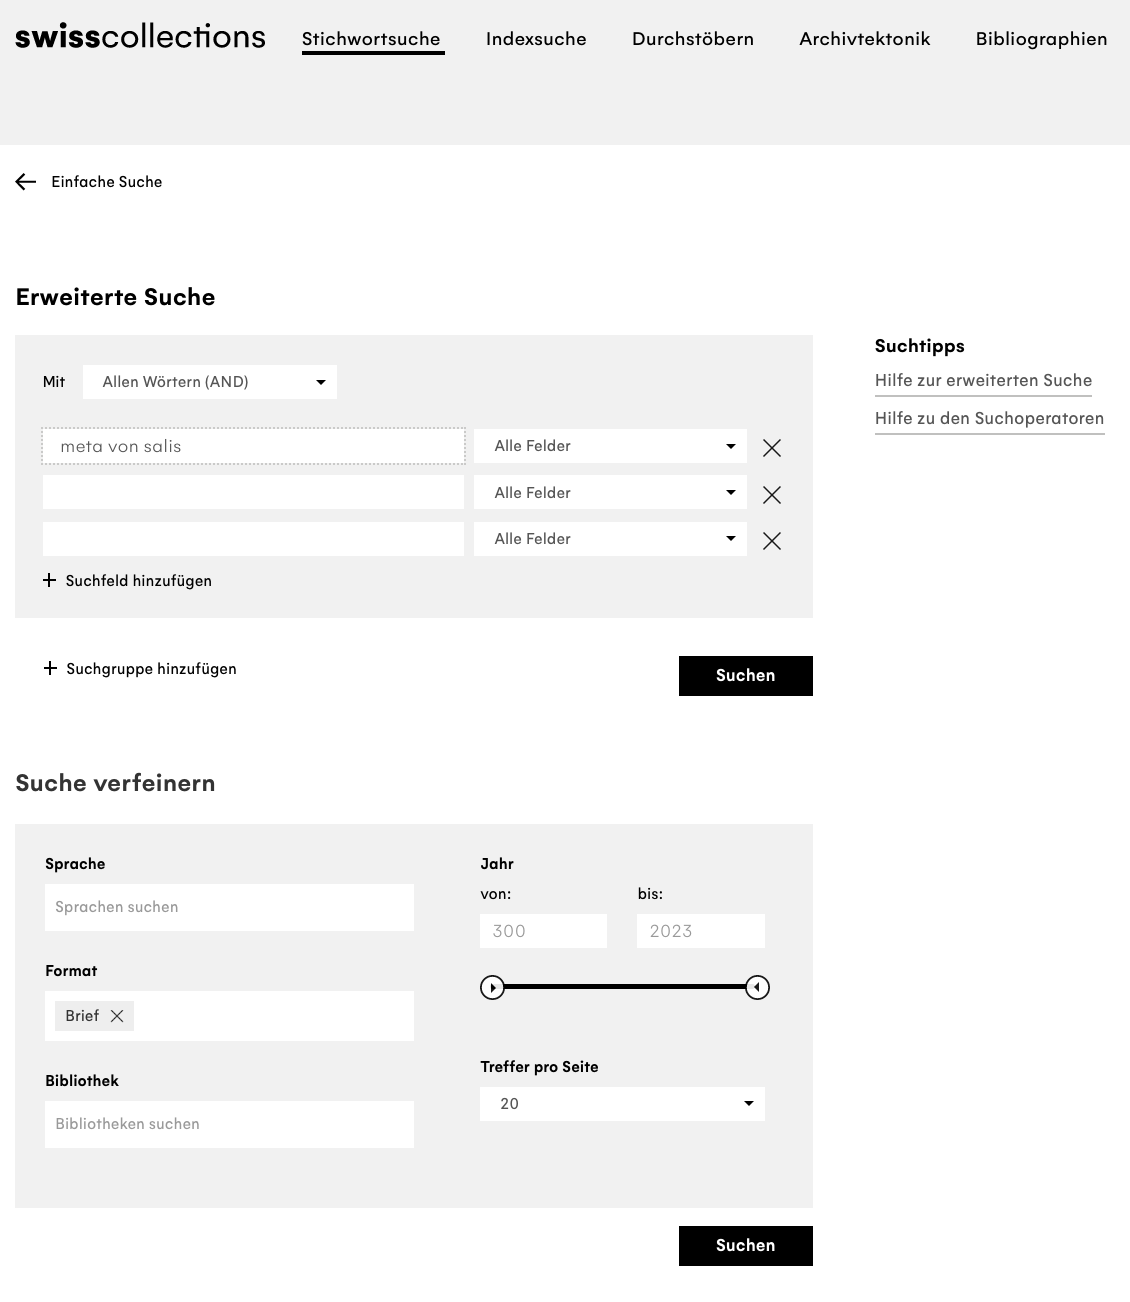 swisscollections
Stichwortsuche
Indexsuche
Durchstöbern
Archivtektonik
Bibliographien
Einfache Suche
Erweiterte Suche
Mit
Allen Wörtern (AND)
meta von salis
Alle Felder
Alle Felder
Alle Felder
Suchfeld hinzufügen
Suchgruppe hinzufügen
Suchen
Suchtipps
Hilfe zur erweiterten Suche
Hilfe zu den Suchoperatoren
Suche verfeinern
Sprache
Sprachen suchen
Format
Brief
Bibliothek
Bibliotheken suchen
Jahr
von:
bis:
300
2023
Treffer pro Seite
20
Suchen